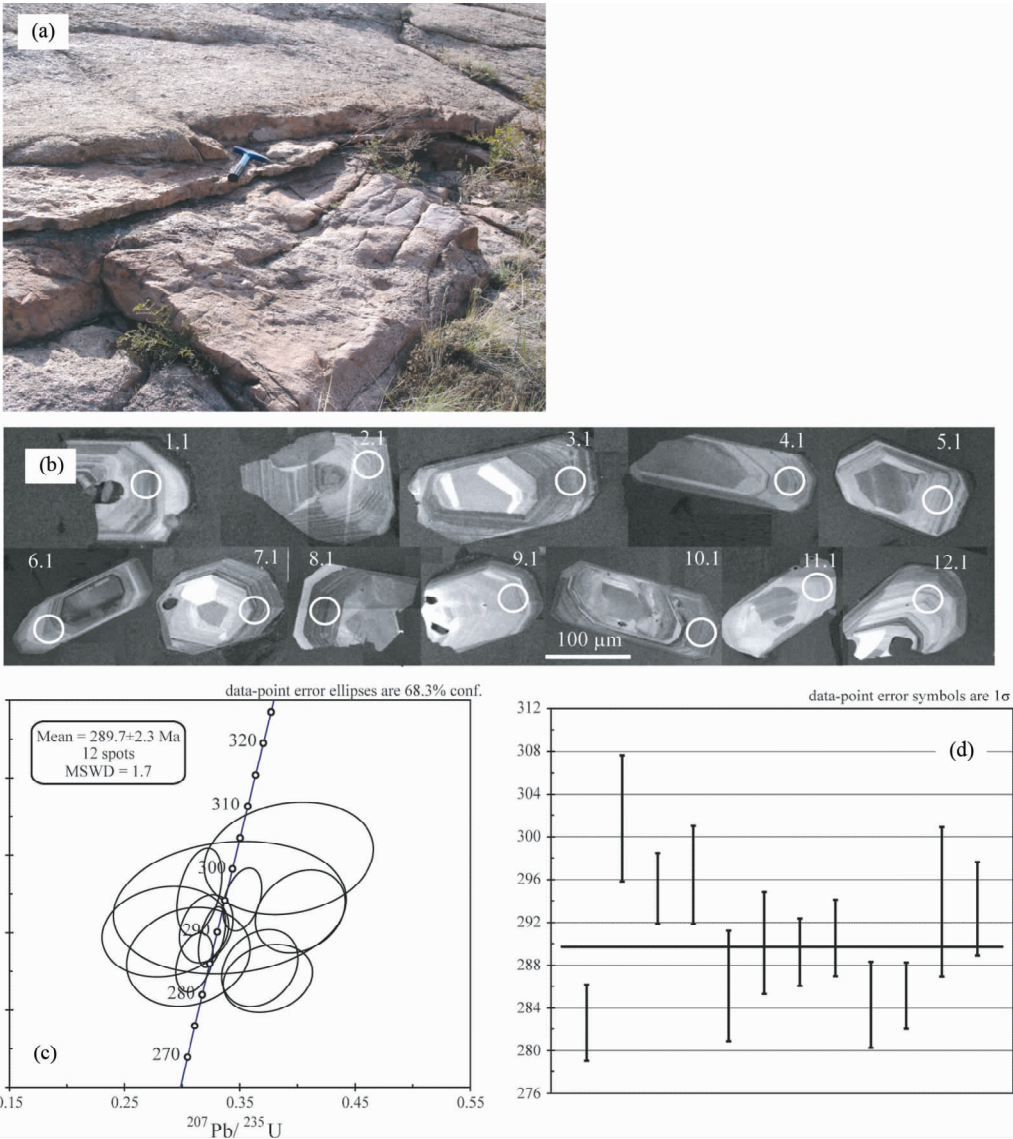 (a)
(b)
1.1 2.1 3.1 4.1 5.1
6.1 7.1 8.1 9.1 10.1 11.1 12.1
100 µm
data-point error ellipses are 68.3% conf.
Mean = 289.7±2.3 Ma
12 spots
MSWD = 1.7
320
310
300
290
280
270
(c)
0.15 0.25 0.35 0.45 0.55
²⁰⁷Pb/ ²³⁵U
data-point error symbols are 1σ
(d)
312
308
304
300
296
292
288
284
280
276